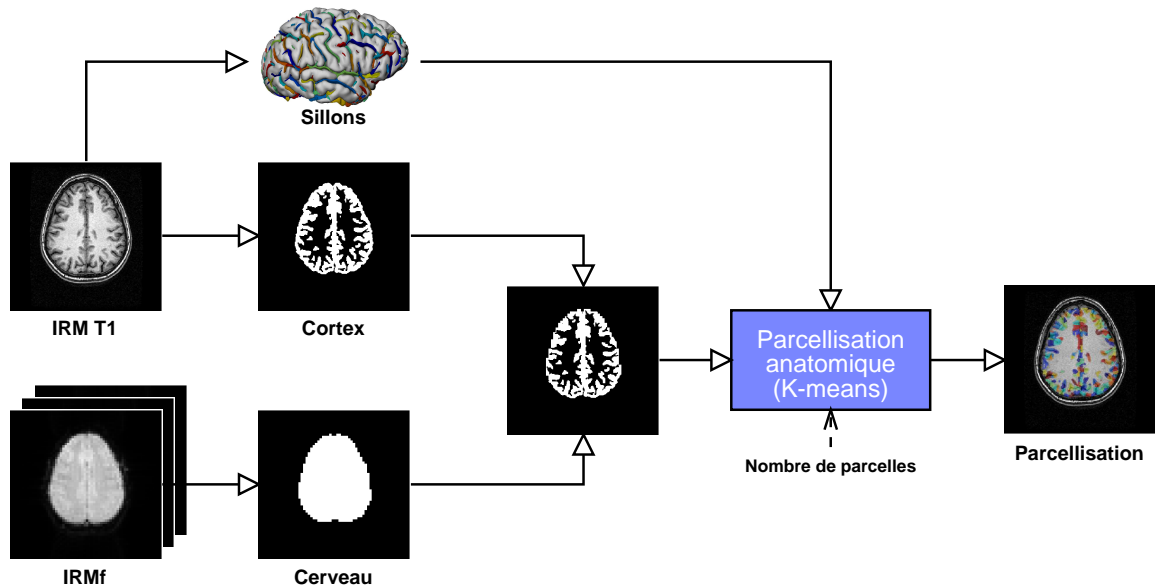 Sillons
IRM T1
Cortex
Parcellisation
anatomique
(K-means)
Nombre de parcelles
Parcellisation
IRMf
Cerveau